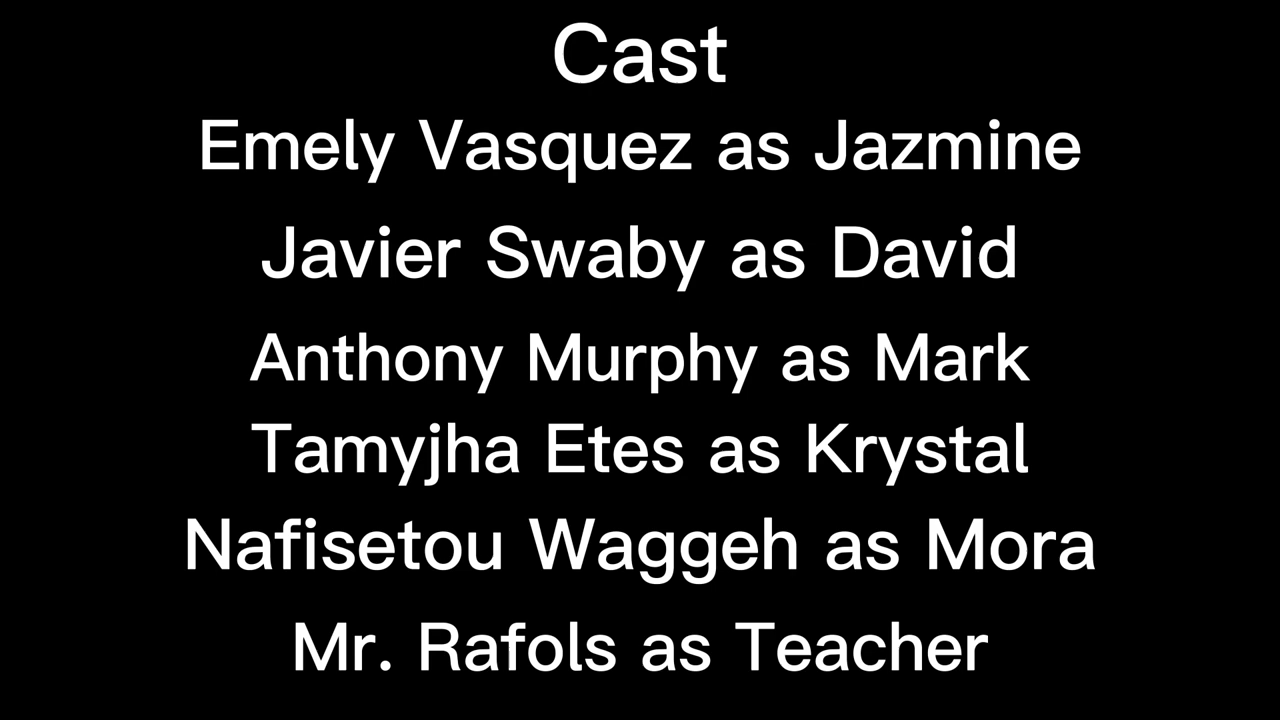 Cast
Emely Vasquez as Jazmine
Javier Swaby as David
Anthony Murphy as Mark
Tamyjha Etes as Krystal
Nafisetou Waggeh as Mora
Mr. Rafols as Teacher